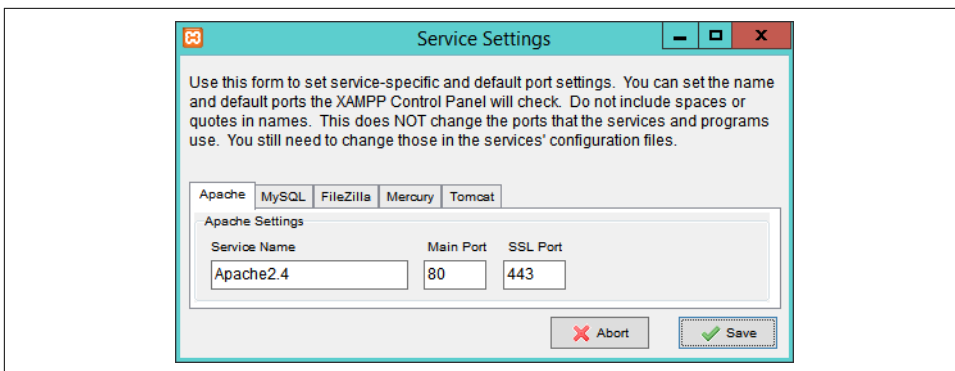 Service Settings
Use this form to set service-specific and default port settings.  You can set the name
and default ports the XAMPP Control Panel will check.  Do not include spaces or
quotes in names.  This does NOT change the ports that the services and programs
use.  You still need to change those in the services' configuration files.
Apache MySQL FileZilla Mercury Tomcat
Apache Settings
Service Name Main Port SSL Port
Apache2.4 80 443
Abort Save